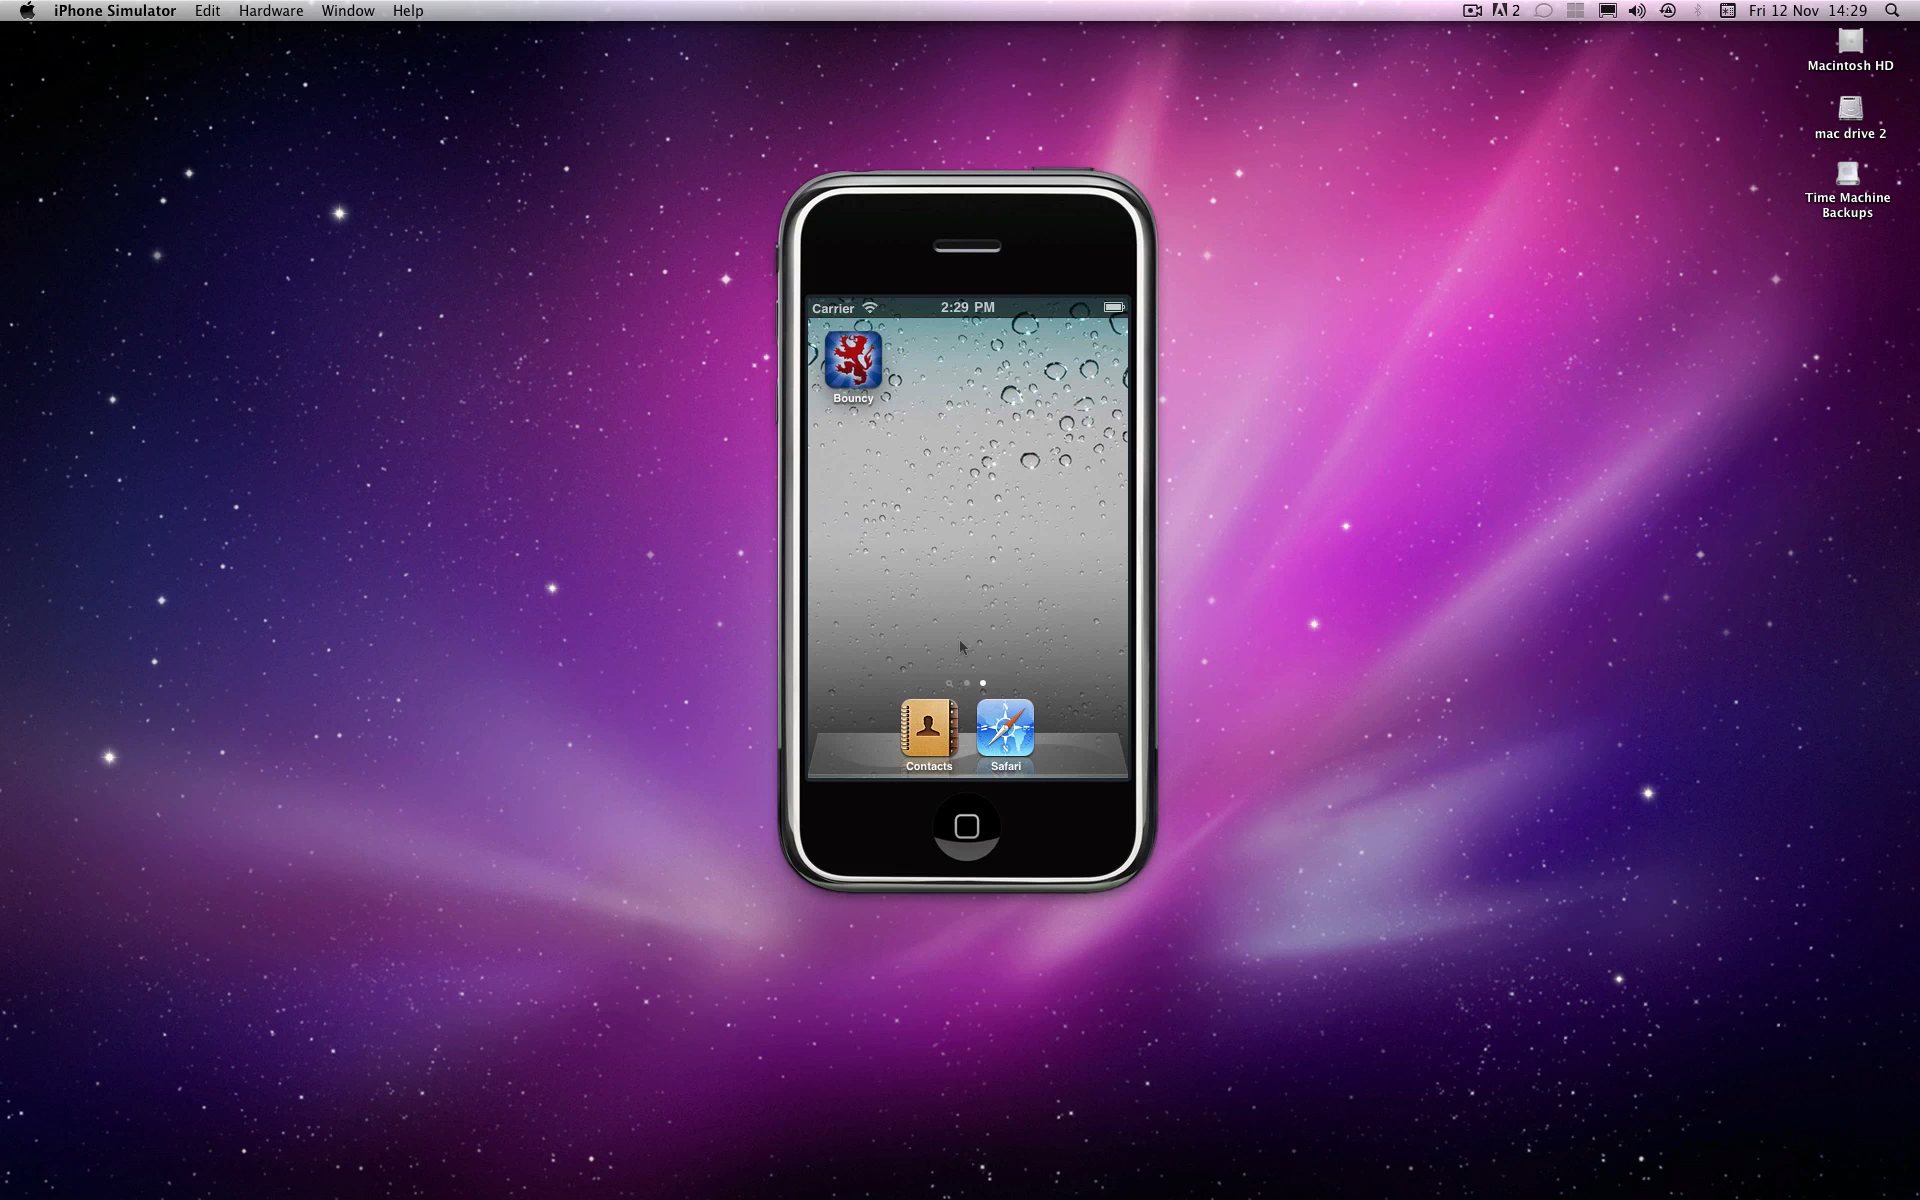 iPhone Simulator Edit Hardware Window Help
2 Fri 12 Nov 14:29
Macintosh HD
mac drive 2
Time Machine
Backups
Carrier 2:29 PM
Bouncy
Contacts Safari